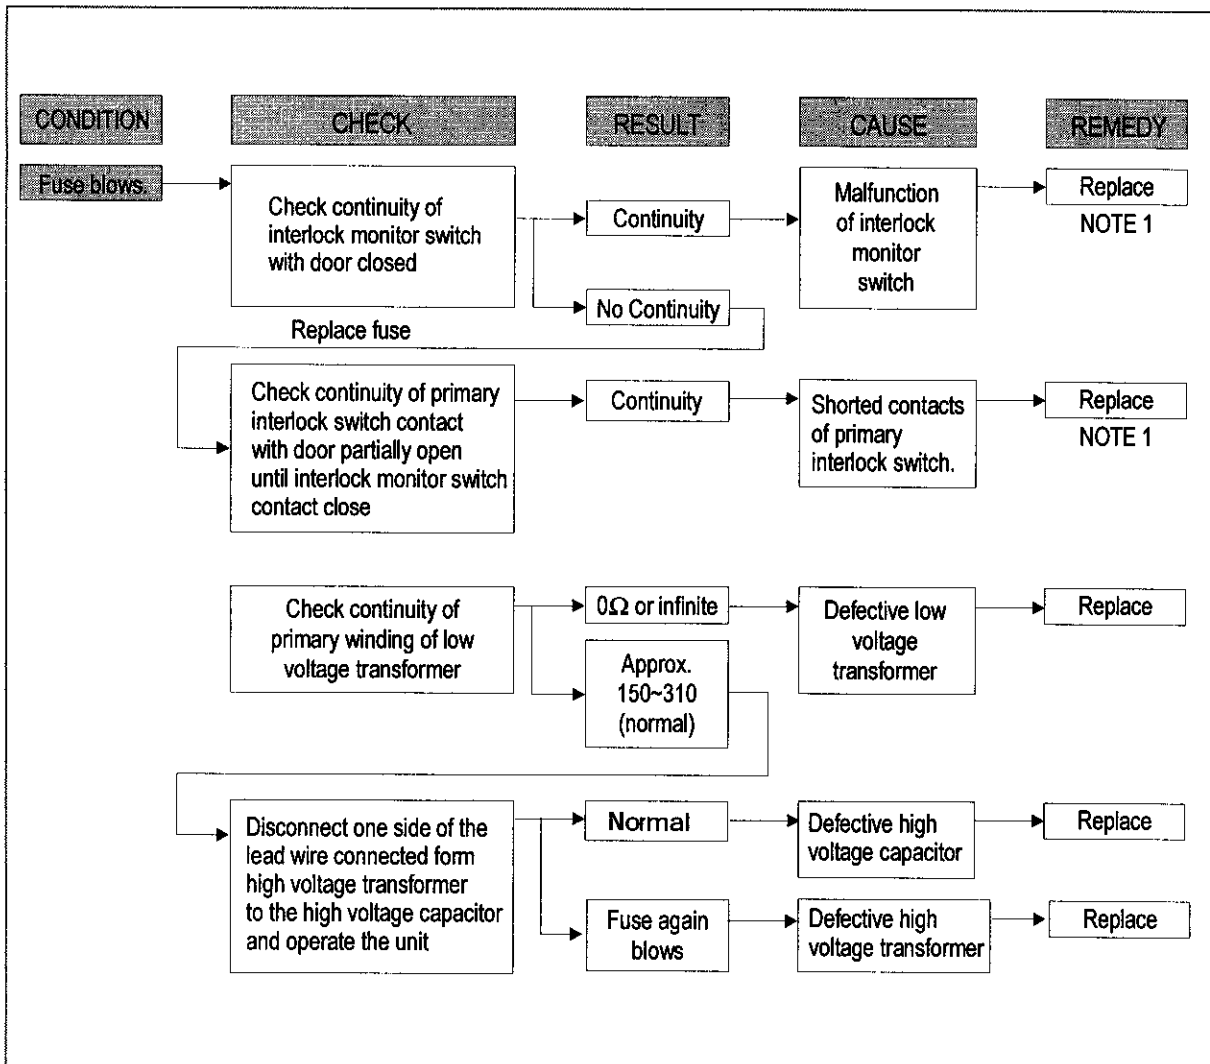 CONDITION
CHECK
RESULT
CAUSE
REMEDY
Fuse blows.
Check continuity of
interlock monitor switch
with door closed
Continuity
Malfunction
of interlock
monitor
switch
Replace
NOTE 1
No Continuity
Replace fuse
Check continuity of primary
interlock switch contact
with door partially open
until interlock monitor switch
contact close
Continuity
Shorted contacts
of primary
interlock switch.
Replace
NOTE 1
Check continuity of
primary winding of low
voltage transformer
0Ω or infinite
Defective low
voltage
transformer
Replace
Approx.
150~310
(normal)
Disconnect one side of the
lead wire connected form
high voltage transformer
to the high voltage capacitor
and operate the unit
Normal
Defective high
voltage capacitor
Replace
Fuse again
blows
Defective high
voltage transformer
Replace